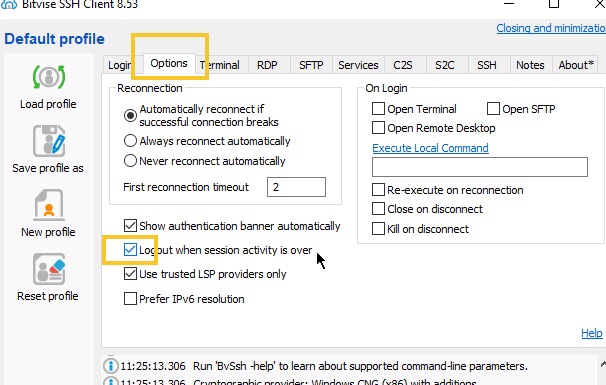 Bitvise SSH Client 8.53
Closing and minimizatio
Default profile
Login Options Terminal RDP SFTP Services C2S S2C SSH Notes About*
Load profile
Save profile as
New profile
Reset profile
Reconnection
Automatically reconnect if
successful connection breaks
Always reconnect automatically
Never reconnect automatically
First reconnection timeout 2
Show authentication banner automatically
Logout when session activity is over
Use trusted LSP providers only
Prefer IPv6 resolution
On Login
Open Terminal Open SFTP
Open Remote Desktop
Execute Local Command
Re-execute on reconnection
Close on disconnect
Kill on disconnect
Help
11:25:13.306 Run 'BvSsh -help' to learn about supported command-line parameters.
11:25:13.306 Cryptographic provider: Windows CNG (x86) with additions